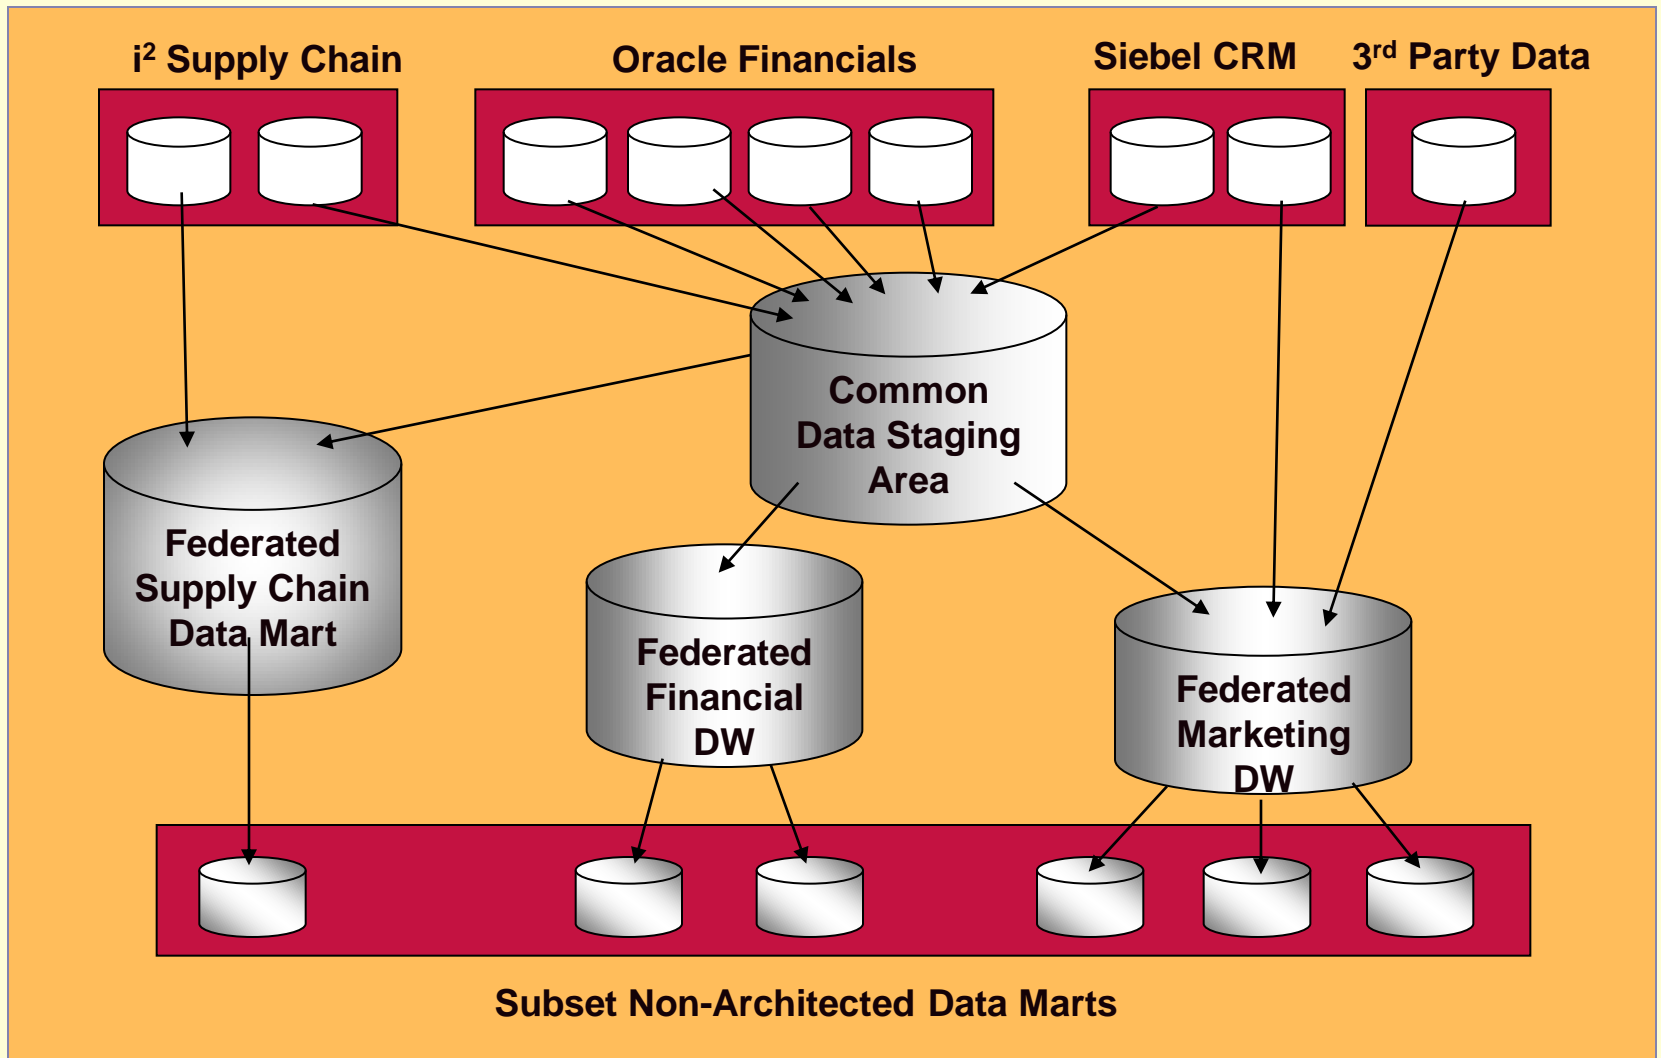 i² Supply Chain
Oracle Financials
Siebel CRM
3rd Party Data
Common
Data Staging
Area
Federated
Supply Chain
Data Mart
Federated
Financial
DW
Federated
Marketing
DW
Subset Non-Architected Data Marts